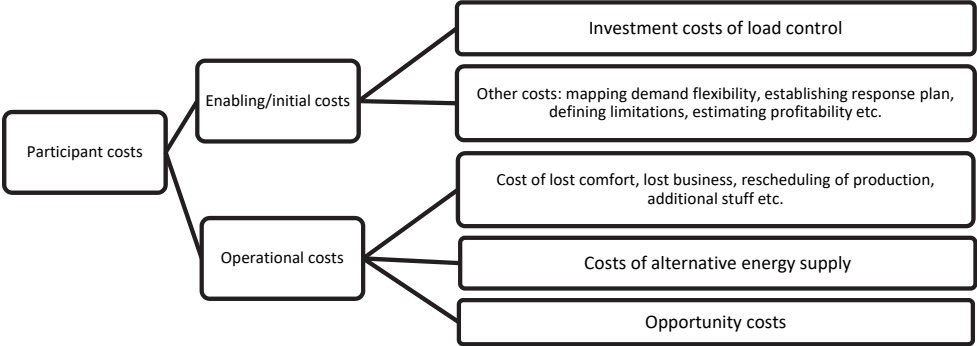 Participant costs
Enabling/initial costs
Investment costs of load control
Other costs: mapping demand flexibility, establishing response plan,
defining limitations, estimating profitability etc.
Operational costs
Cost of lost comfort, lost business, rescheduling of production,
additional stuff etc.
Costs of alternative energy supply
Opportunity costs